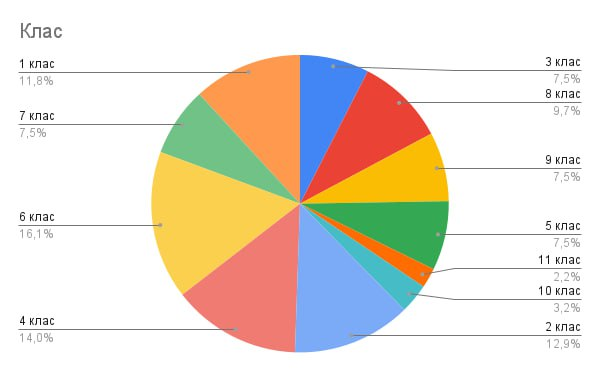 Клас
1 клас
11,8%
7 клас
7,5%
6 клас
16,1%
4 клас
14,0%
3 клас
7,5%
8 клас
9,7%
9 клас
7,5%
5 клас
7,5%
11 клас
2,2%
10 клас
3,2%
2 клас
12,9%